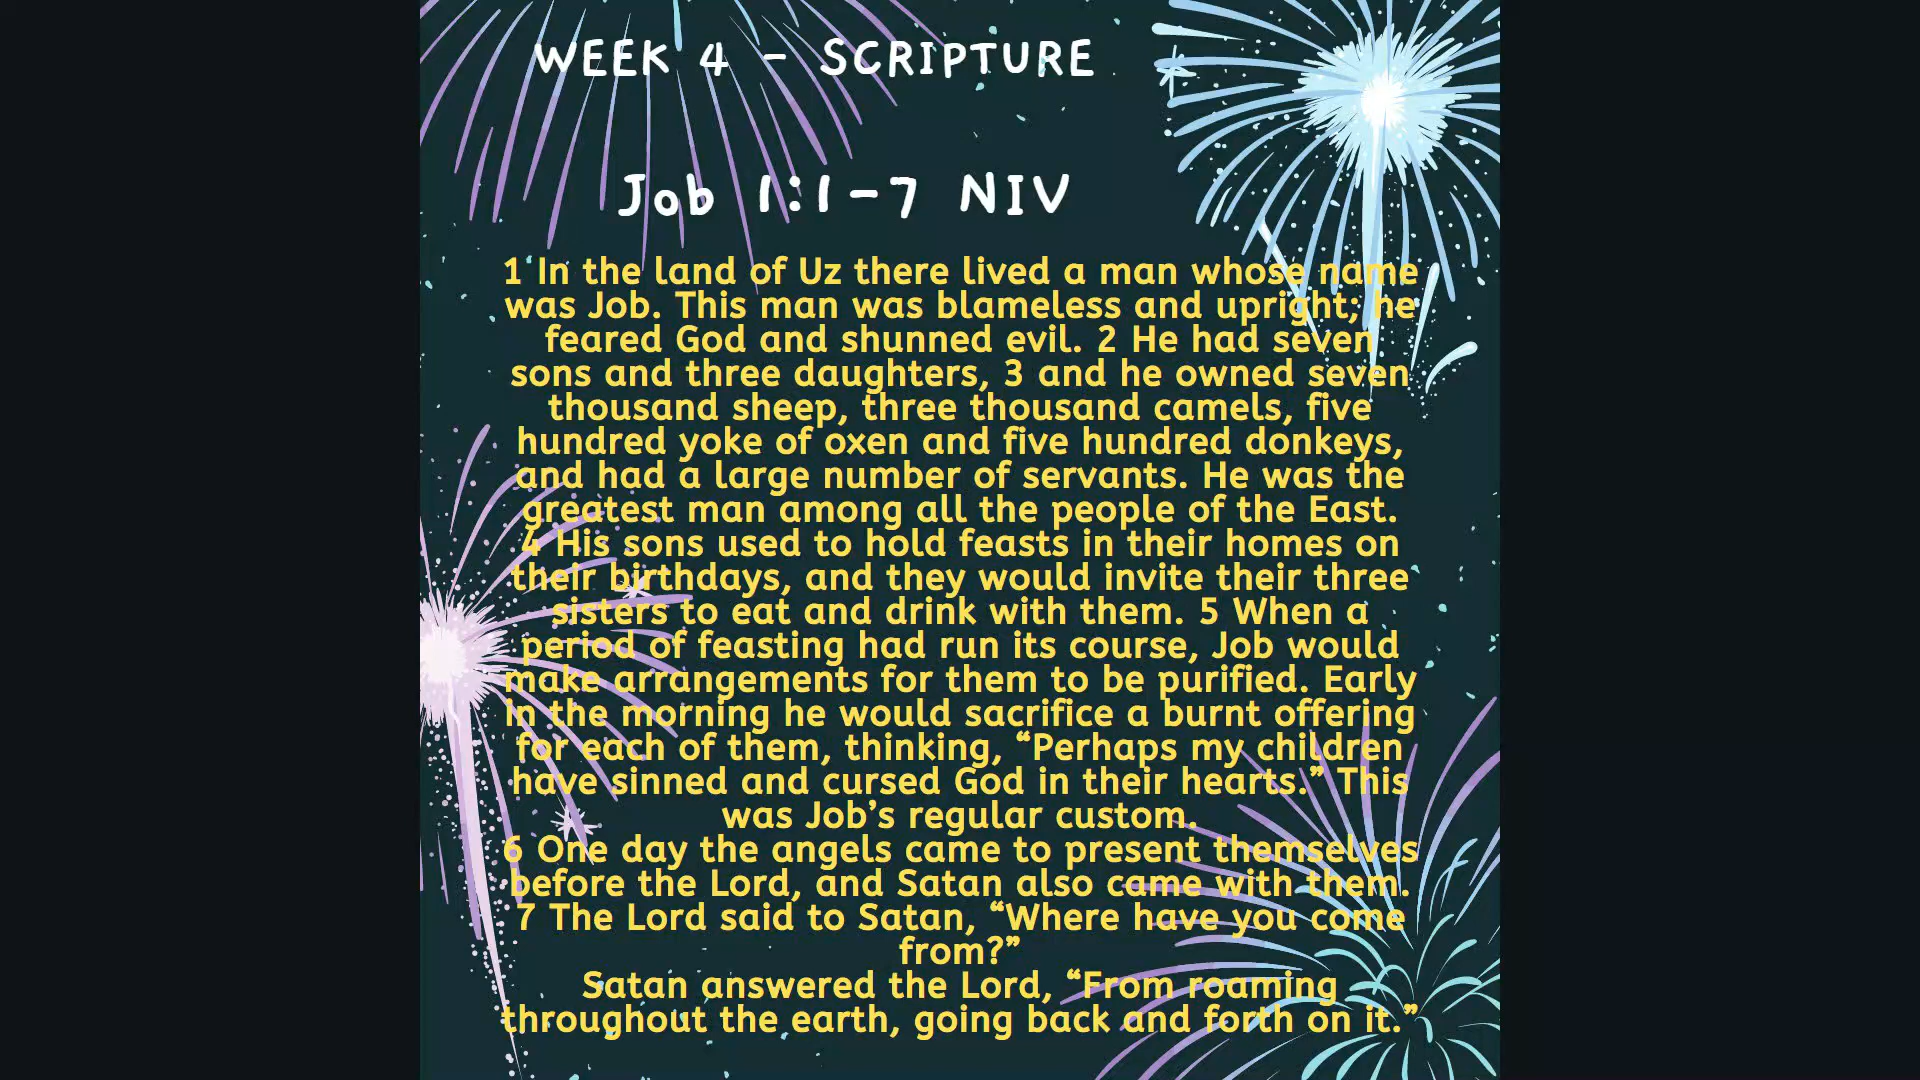 WEEK 4 - SCRIPTURE
Job 1:1-7 NIV
1 In the land of Uz there lived a man whose name
was Job. This man was blameless and upright; he
feared God and shunned evil. 2 He had seven
sons and three daughters, 3 and he owned seven
thousand sheep, three thousand camels, five
hundred yoke of oxen and five hundred donkeys,
and had a large number of servants. He was the
greatest man among all the people of the East.
4 His sons used to hold feasts in their homes on
their birthdays, and they would invite their three
sisters to eat and drink with them. 5 When a
period of feasting had run its course, Job would
make arrangements for them to be purified. Early
in the morning he would sacrifice a burnt offering
for each of them, thinking, “Perhaps my children
have sinned and cursed God in their hearts.” This
was Job’s regular custom.
6 One day the angels came to present themselves
before the Lord, and Satan also came with them.
7 The Lord said to Satan, “Where have you come
from?”
Satan answered the Lord, “From roaming
throughout the earth, going back and forth on it.”